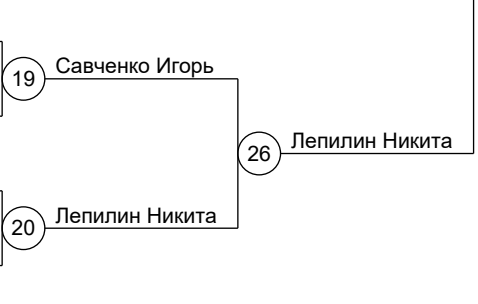 19 Савченко Игорь
26 Лепилин Никита
20 Лепилин Никита